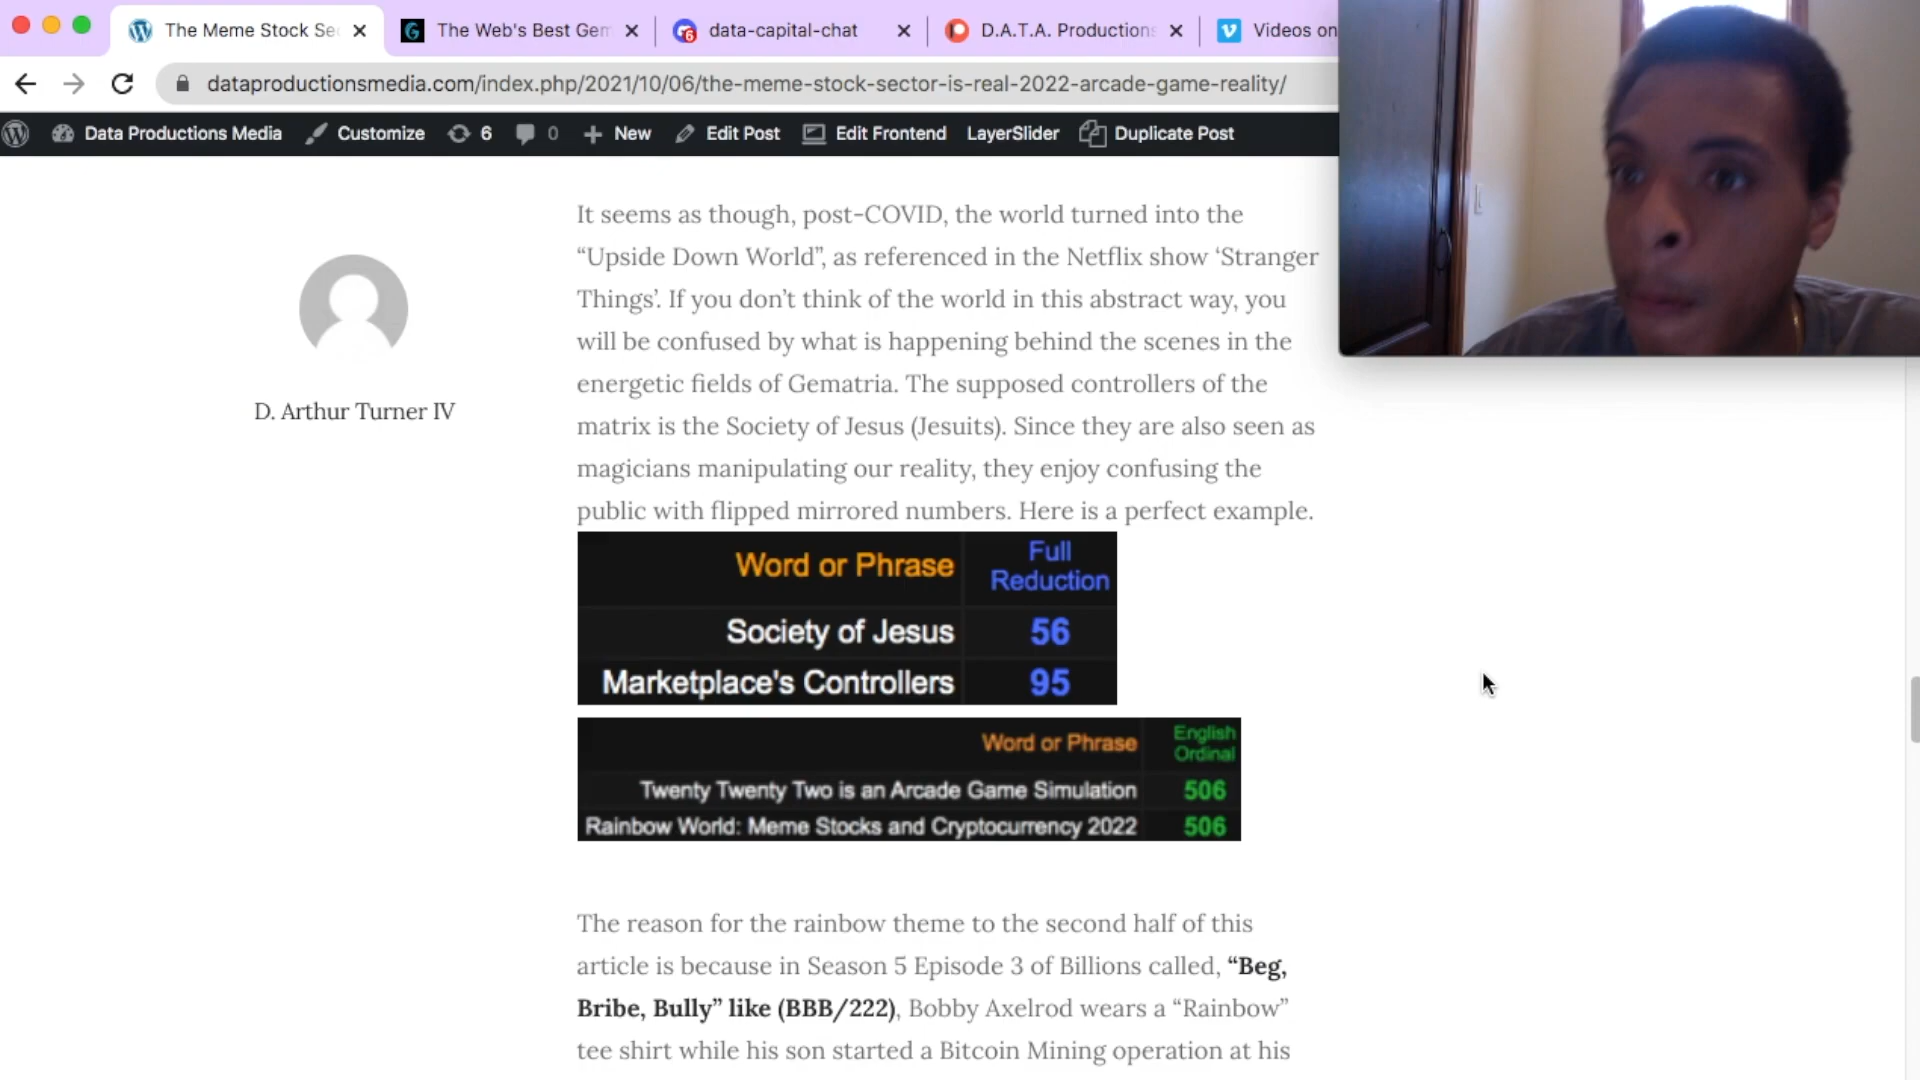 The Meme Stock Se
The Web's Best Gem
data-capital-chat
D.A.T.A. Productions
Videos on
dataproductionsmedia.com/index.php/2021/10/06/the-meme-stock-sector-is-real-2022-arcade-game-reality/
Data Productions Media
Customize
6
0
New
Edit Post
Edit Frontend
LayerSlider
Duplicate Post
D. Arthur Turner IV
It seems as though, post-COVID, the world turned into the
“Upside Down World”, as referenced in the Netflix show ‘Stranger
Things’. If you don’t think of the world in this abstract way, you
will be confused by what is happening behind the scenes in the
energetic fields of Gematria. The supposed controllers of the
matrix is the Society of Jesus (Jesuits). Since they are also seen as
magicians manipulating our reality, they enjoy confusing the
public with flipped mirrored numbers. Here is a perfect example.
Word or Phrase Full Reduction
Society of Jesus 56
Marketplace's Controllers 95
Word or Phrase English Ordinal
Twenty Twenty Two is an Arcade Game Simulation 506
Rainbow World: Meme Stocks and Cryptocurrency 2022 506
The reason for the rainbow theme to the second half of this
article is because in Season 5 Episode 3 of Billions called, “Beg,
Bribe, Bully” like (BBB/222), Bobby Axelrod wears a “Rainbow”
tee shirt while his son started a Bitcoin Mining operation at his